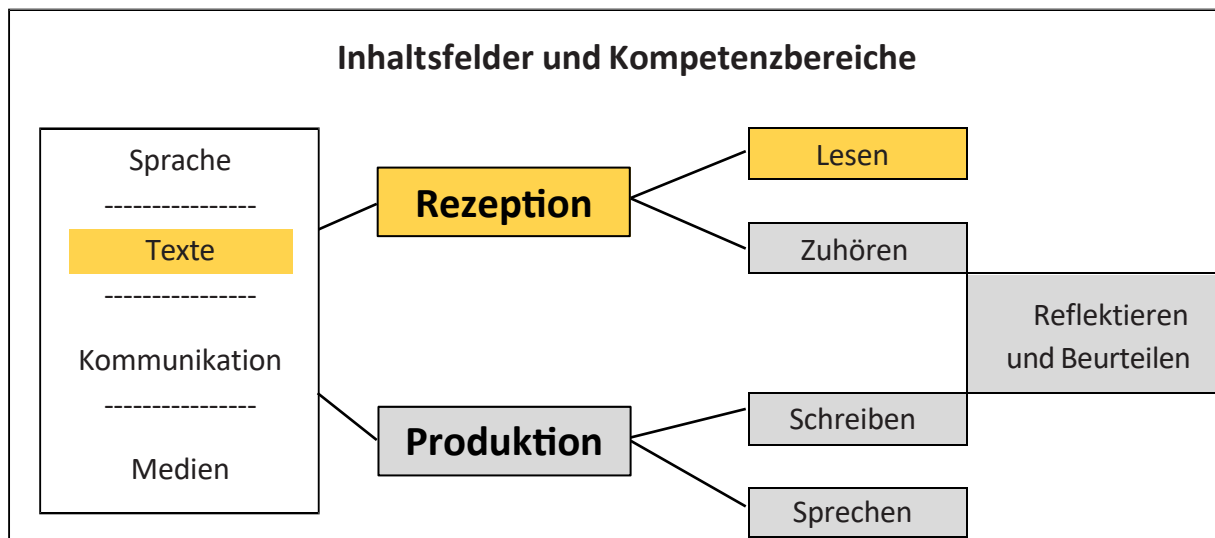 Inhaltsfelder und Kompetenzbereiche
Sprache
----------------
Texte
----------------
Kommunikation
----------------
Medien
Rezeption
Produktion
Lesen
Zuhören
Schreiben
Sprechen
Reflektieren
und Beurteilen